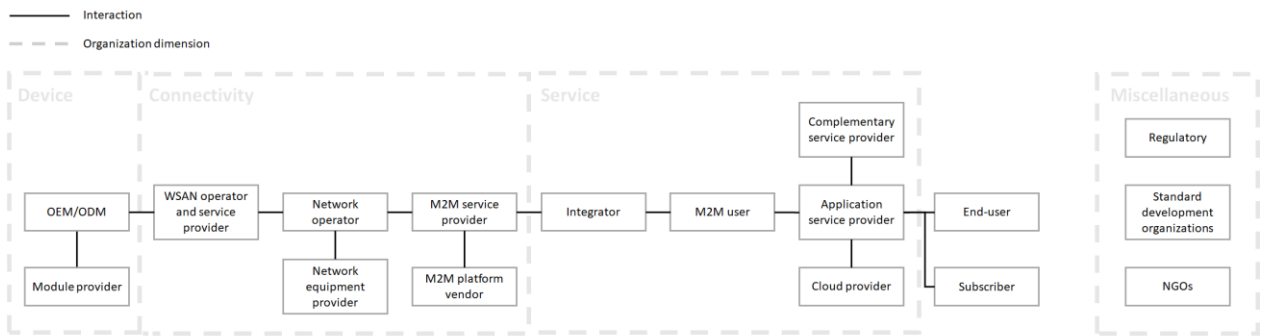 Interaction
Organization dimension
Device
Connectivity
Service
Miscellaneous
Complementary
service provider
Regulatory
OEM/ODM
WSAN operator
and service
provider
Network
operator
M2M service
provider
Integrator
M2M user
Application
service provider
End-user
Standard
development
organizations
Module provider
Network
equipment
provider
M2M platform
vendor
Cloud provider
Subscriber
NGOs